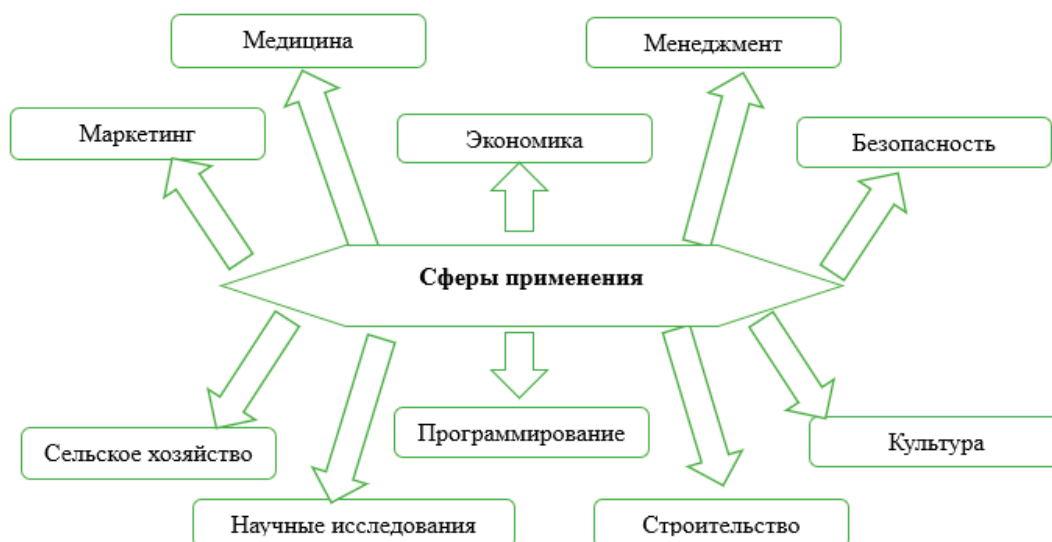 Медицина
Менеджмент
Маркетинг
Экономика
Безопасность
Сферы применения
Сельское хозяйство
Программирование
Культура
Научные исследования
Строительство